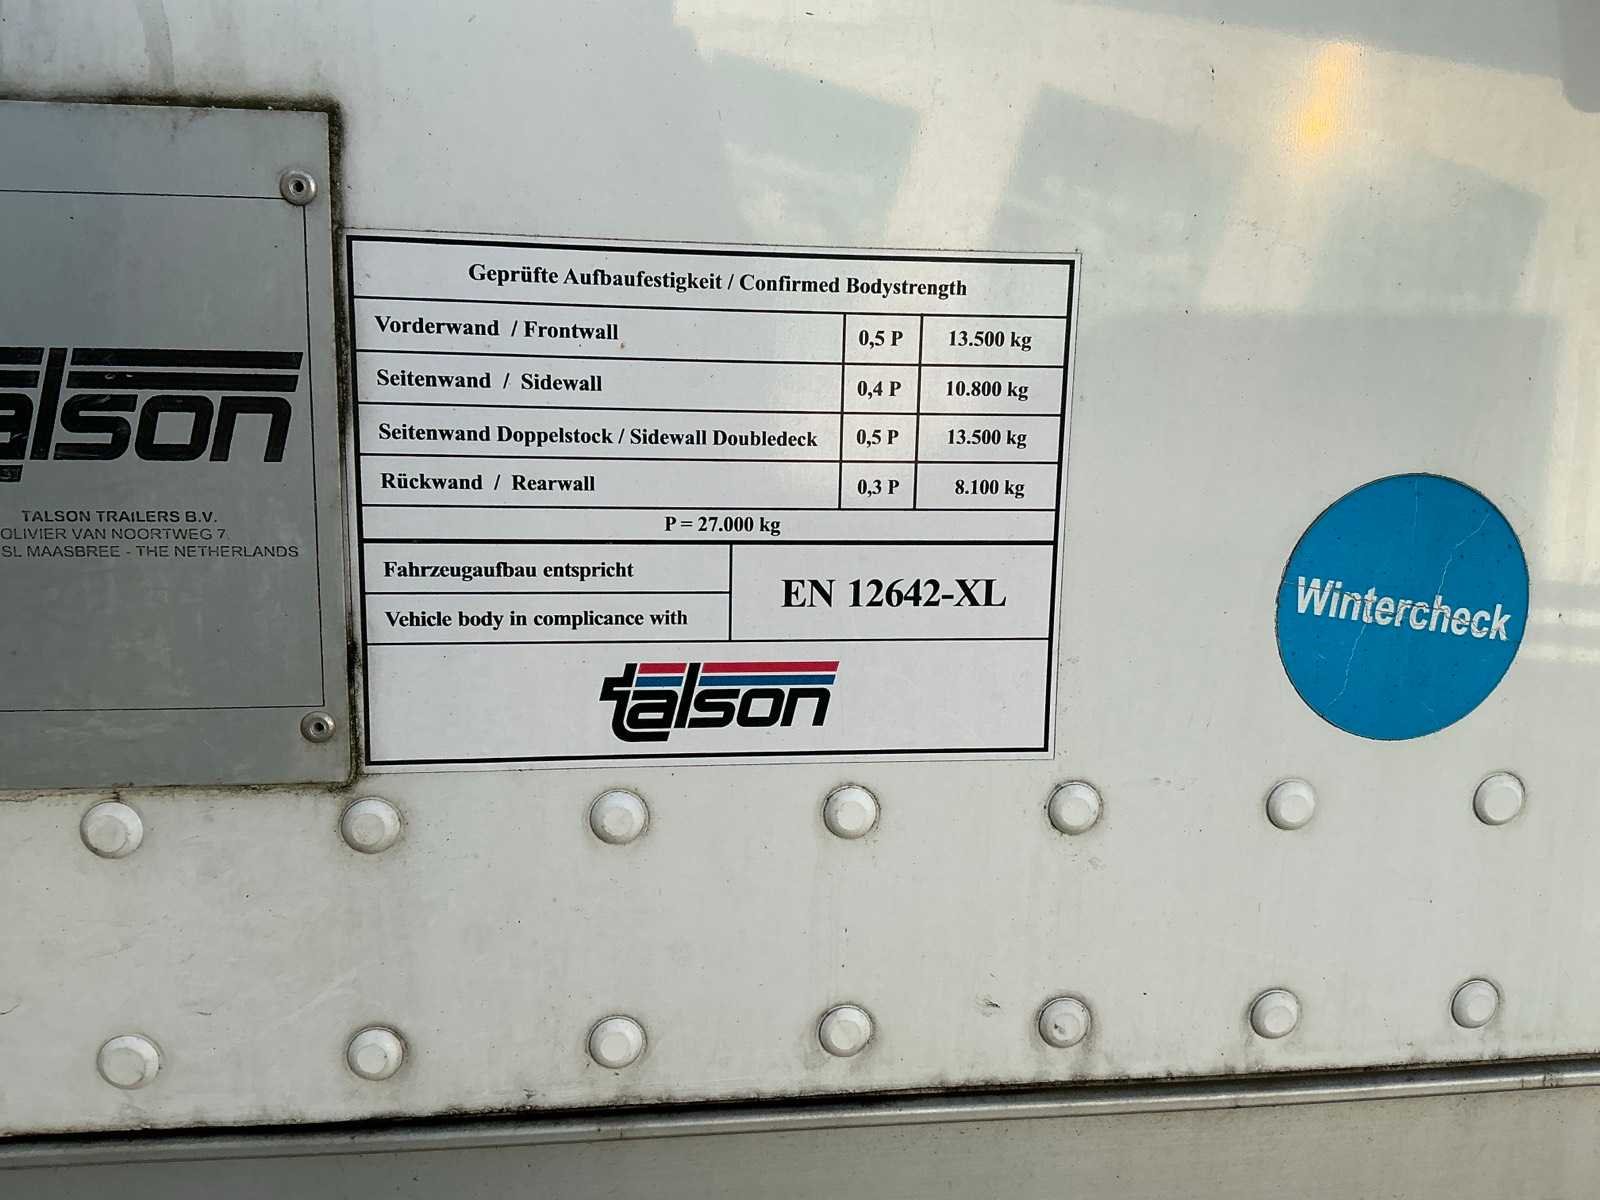 Geprüfte Aufbaufestigkeit / Confirmed Bodystrength
Vorderwand / Frontwall 0,5 P 13.500 kg
Seitenwand / Sidewall 0,4 P 10.800 kg
Seitenwand Doppelstock / Sidewall Doubledeck 0,5 P 13.500 kg
Rückwand / Rearwall 0,3 P 8.100 kg
P = 27.000 kg
Fahrzeugaufbau entspricht
Vehicle body in complicance with
EN 12642-XL
talson
talson
TALSON TRAILERS B.V.
OLIVIER VAN NOORTWEG 7
SL MAASBREE - THE NETHERLANDS
Wintercheck